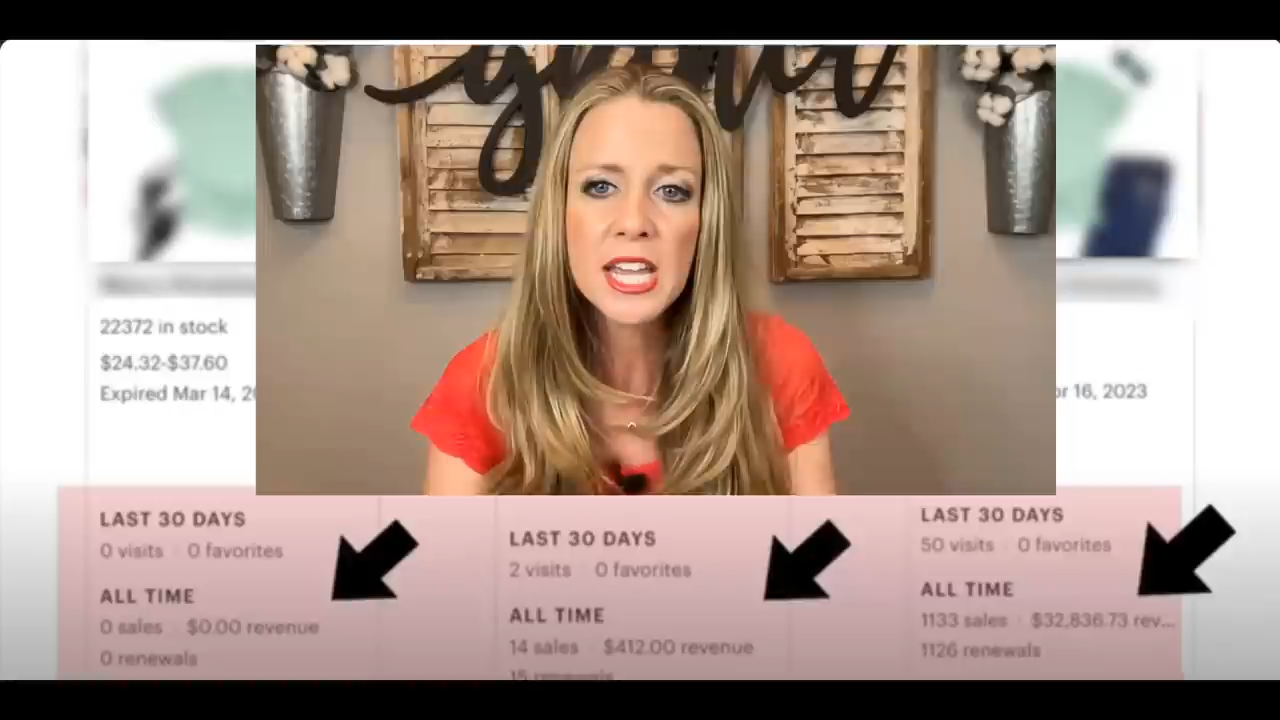 22372 in stock
$24.32-$37.60
Expired Mar 14, 2
r 16, 2023
LAST 30 DAYS
0 visits · 0 favorites
ALL TIME
0 sales · $0.00 revenue
0 renewals
LAST 30 DAYS
2 visits · 0 favorites
ALL TIME
14 sales · $412.00 revenue
15 renewals
LAST 30 DAYS
50 visits · 0 favorites
ALL TIME
1133 sales · $32,836.73 rev...
1126 renewals